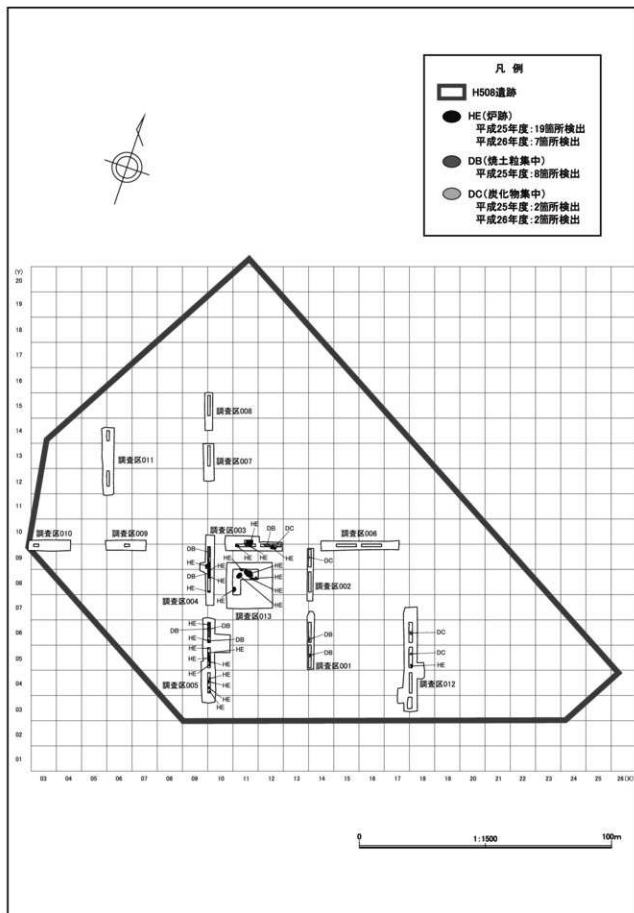 凡 例
H508遺跡
HE(炉跡)
平成25年度:19箇所検出
平成26年度:7箇所検出
DB(焼土粒集中)
平成25年度:8箇所検出
DC(炭化物集中)
平成25年度:2箇所検出
平成26年度:2箇所検出
(Y)
20
19
18
17
16
15
14
13
12
11
10
09
08
07
06
05
04
03
02
01
調査区008
調査区011
調査区007
調査区010
調査区009
調査区003
HE
DB
DC
調査区006
DB
HE
DB
HE
HE
HE
HE
HE
HE
HE
HE
HE
HE
HE
DC
調査区002
調査区004
調査区013
HE
DB
HE
DB
DB
HE
HE
HE
HE
HE
HE
HE
調査区005
DB
DB
調査区001
DC
DC
HE
調査区012
03 04 05 06 07 08 09 10 11 12 13 14 15 16 17 18 19 20 21 22 23 24 25 26 (X)
0 1:1500 100m